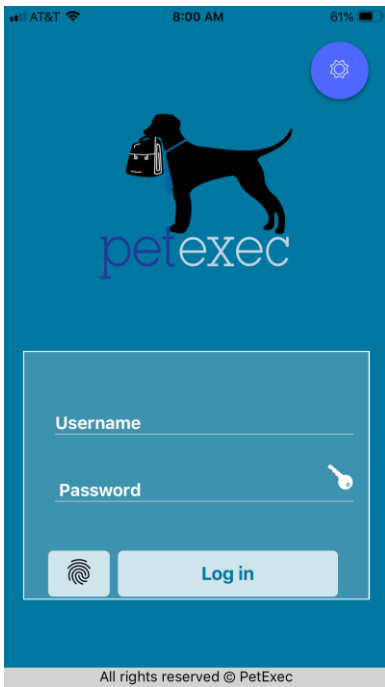 AT&T 8:00 AM 61%
petexec
Username
Password
Log in
All rights reserved © PetExec